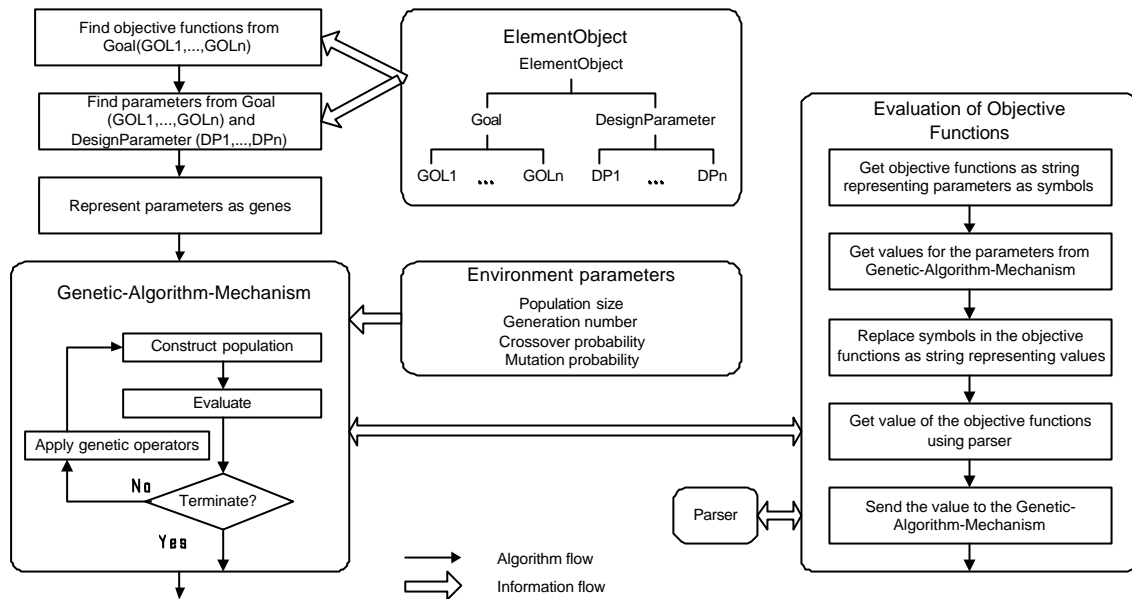 Find objective functions from
Goal(GOL1,...,GOLn)
Find parameters from Goal
(GOL1,...,GOLn) and
DesignParameter (DP1,...,DPn)
Represent parameters as genes
ElementObject
ElementObject
Goal
DesignParameter
GOL1 ... GOLn DP1 ... DPn
Genetic-Algorithm-Mechanism
Construct population
Evaluate
Apply genetic operators
No
Terminate?
Yes
Environment parameters
Population size
Generation number
Crossover probability
Mutation probability
Evaluation of Objective
Functions
Get objective functions as string
representing parameters as symbols
Get values for the parameters from
Genetic-Algorithm-Mechanism
Replace symbols in the objective
functions as string representing values
Get value of the objective functions
using parser
Send the value to the Genetic-
Algorithm-Mechanism
Parser
Algorithm flow
Information flow